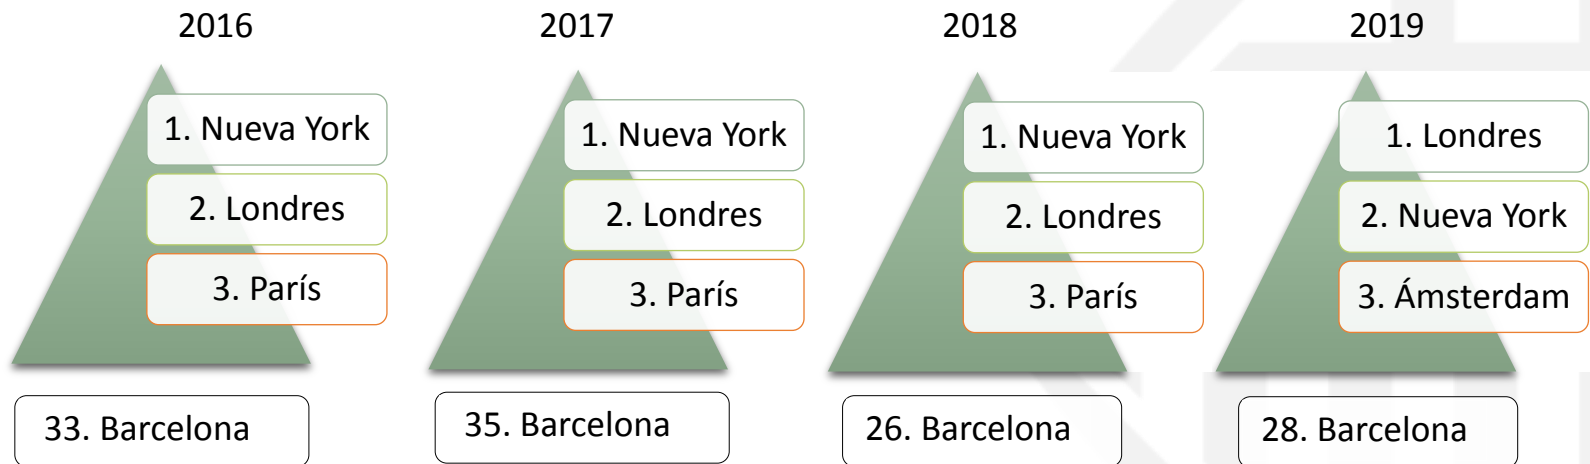 2016
1. Nueva York
2. Londres
3. París
33. Barcelona
2017
1. Nueva York
2. Londres
3. París
35. Barcelona
2018
1. Nueva York
2. Londres
3. París
26. Barcelona
2019
1. Londres
2. Nueva York
3. Ámsterdam
28. Barcelona